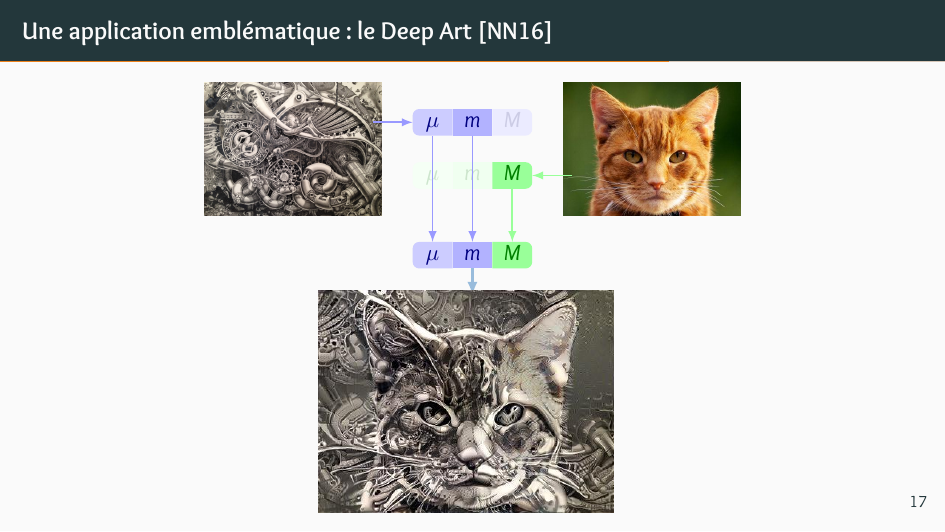 Une application emblématique : le Deep Art [NN16]
μ m M
μ m M
μ m M
17